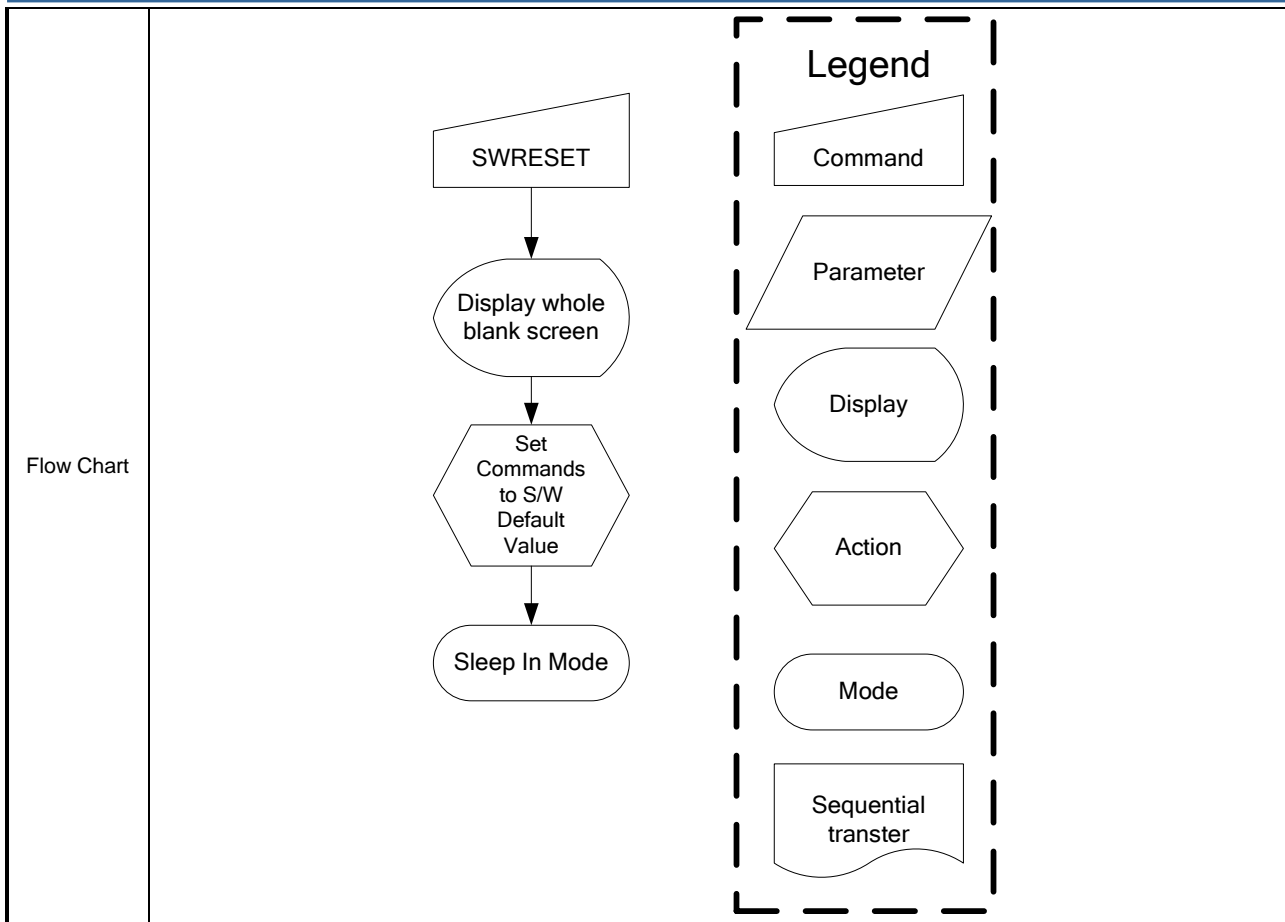 Flow Chart
SWRESET
Display whole
blank screen
Set
Commands
to S/W
Default
Value
Sleep In Mode
Legend
Command
Parameter
Display
Action
Mode
Sequential
transter